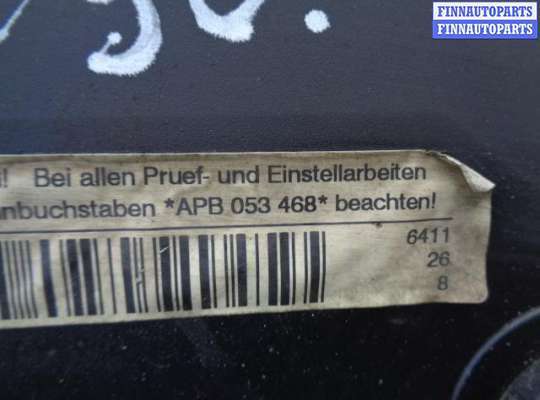 FINNAUTOPARTS
FINNAUTOPARTS
! Bei allen Pruef- und Einstellarbeiten
nbuchstaben *APB 053 468* beachten!
6411
26
8